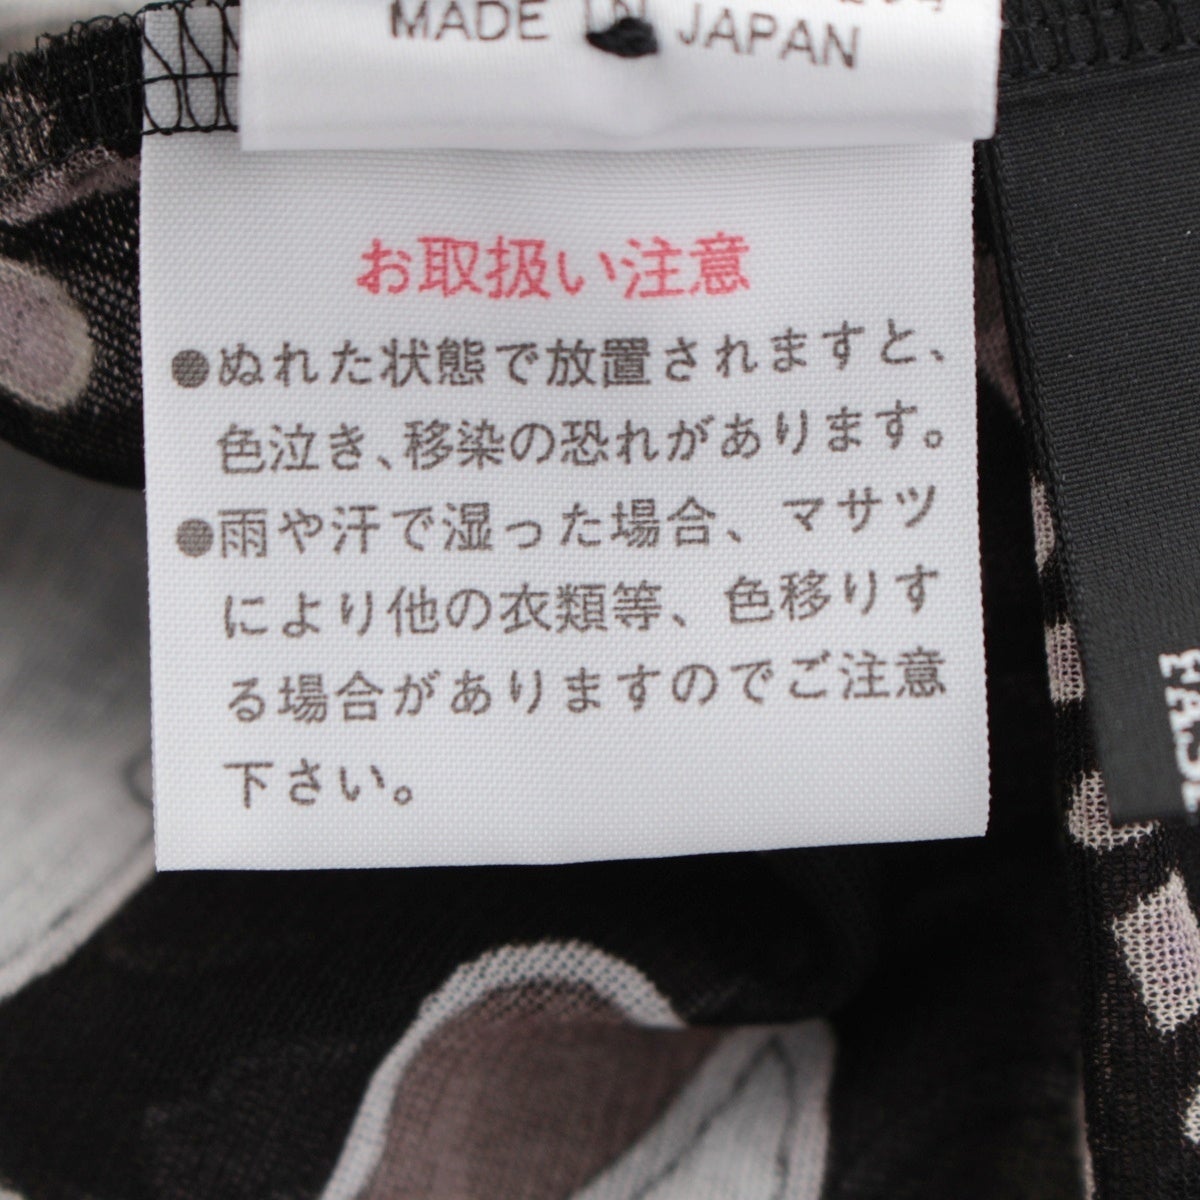 MADE IN JAPAN
お取扱い注意
●ぬれた状態で放置されますと、
色泣き、移染の恐れがあります。
●雨や汗で湿った場合、マサツ
により他の衣類等、色移りす
る場合がありますのでご注意
下さい。